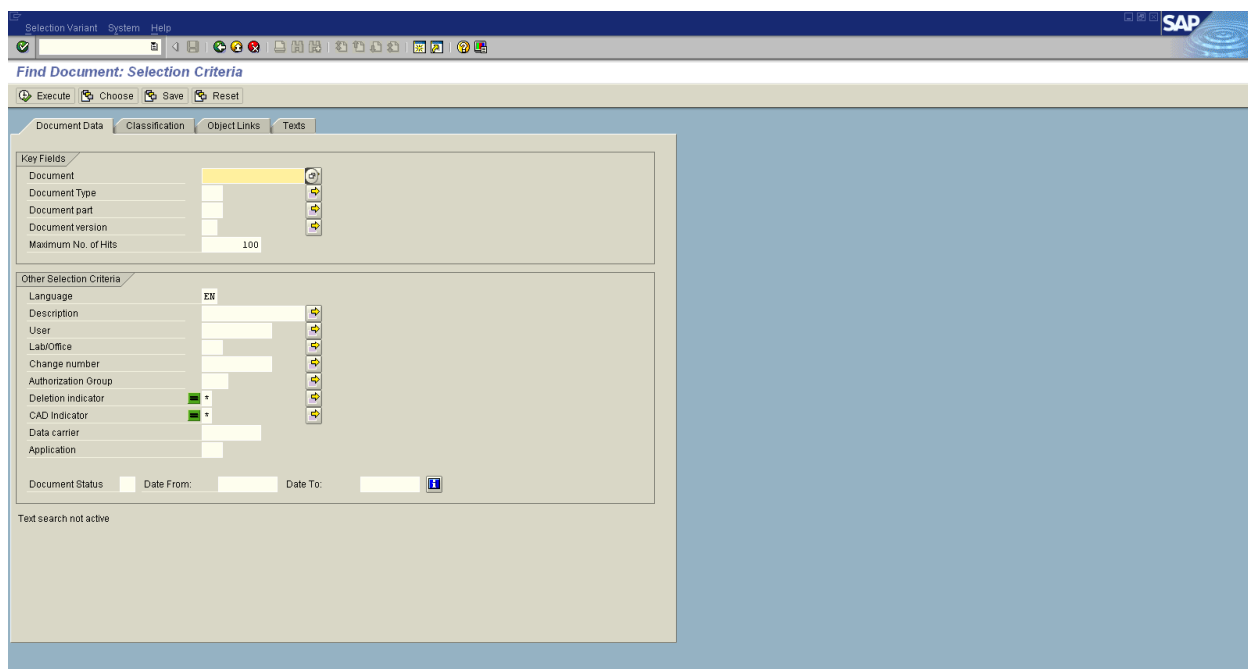 Selection Variant System Help
SAP
Find Document: Selection Criteria
Execute Choose Save Reset
Document Data Classification Object Links Texts
Key Fields
Document
Document Type
Document part
Document version
Maximum No. of Hits 100
Other Selection Criteria
Language EN
Description
User
Lab/Office
Change number
Authorization Group
Deletion indicator *
CAD Indicator *
Data carrier
Application
Document Status Date From: Date To:
Text search not active